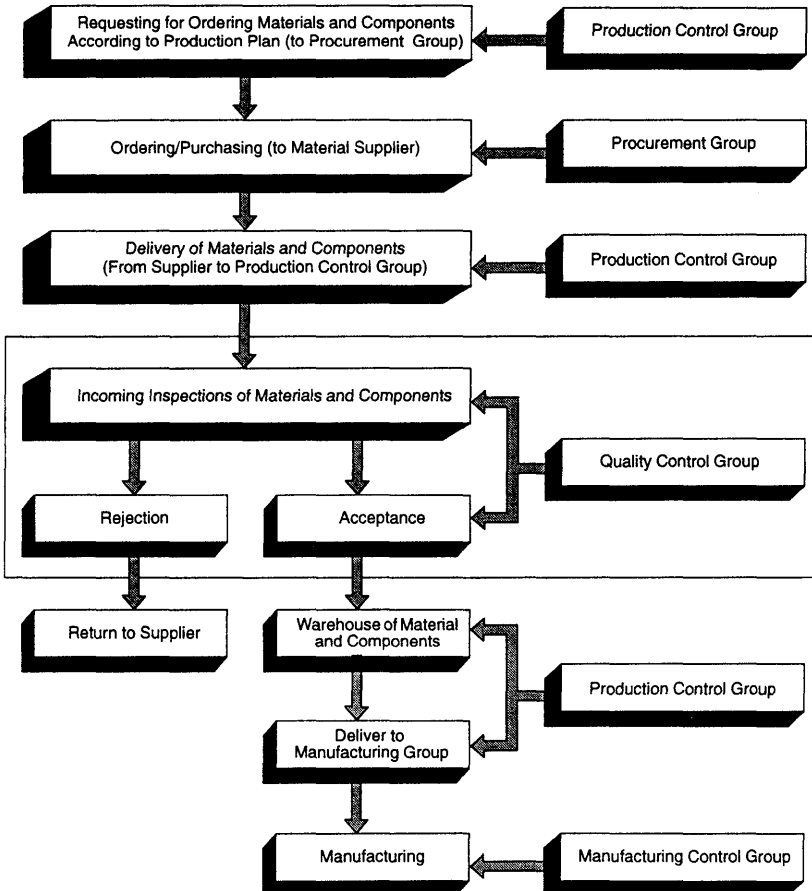 Requesting for Ordering Materials and Components
According to Production Plan (to Procurement Group)
Production Control Group
Ordering/Purchasing (to Material Supplier)
Procurement Group
Delivery of Materials and Components
(From Supplier to Production Control Group)
Production Control Group
Incoming Inspections of Materials and Components
Quality Control Group
Rejection
Acceptance
Return to Supplier
Warehouse of Material
and Components
Production Control Group
Deliver to
Manufacturing Group
Manufacturing
Manufacturing Control Group